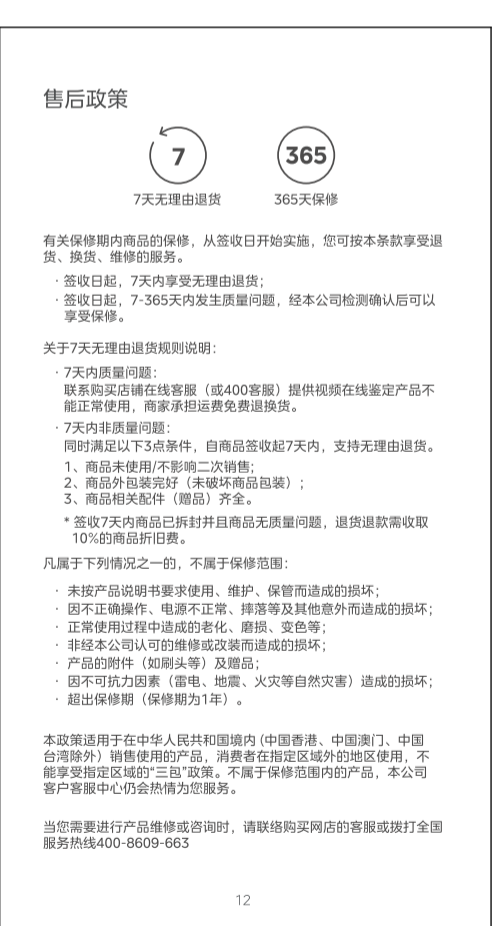 售后政策
7
365
7天无理由退货
365天保修
有关保修期内商品的保修，从签收日开始实施，您可按本条款享受退
货、换货、维修的服务。
· 签收日起，7天内享受无理由退货；
· 签收日起，7-365天内发生质量问题，经本公司检测确认后可以
享受保修。
关于7天无理由退货规则说明：
· 7天内质量问题：
联系购买店铺在线客服（或400客服）提供视频在线鉴定产品不
能正常使用，商家承担运费免费退换货。
· 7天内非质量问题：
同时满足以下3点条件，自商品签收起7天内，支持无理由退货。
1、商品未使用/不影响二次销售；
2、商品外包装完好（未破坏商品包装）；
3、商品相关配件（赠品）齐全。
* 签收7天内商品已拆封并且商品无质量问题，退货退款需收取
10%的商品折旧费。
凡属于下列情况之一的，不属于保修范围：
· 未按产品说明书要求使用、维护、保管而造成的损坏；
· 因不正确操作、电源不正常、摔落等及其他意外而造成的损坏；
· 正常使用过程中造成的老化、磨损、变色等；
· 非经本公司认可的维修或改装而造成的损坏；
· 产品的附件（如刷头等）及赠品；
· 因不可抗力因素（雷电、地震、火灾等自然灾害）造成的损坏；
· 超出保修期（保修期为1年）。
本政策适用于在中华人民共和国境内 (中国香港、中国澳门、中国
台湾除外）销售使用的产品，消费者在指定区域外的地区使用，不
能享受指定区域的“三包”政策。不属于保修范围内的产品，本公司
客户客服中心仍会热情为您服务。
当您需要进行产品维修或咨询时，请联络购买网店的客服或拨打全国
服务热线400-8609-663
12